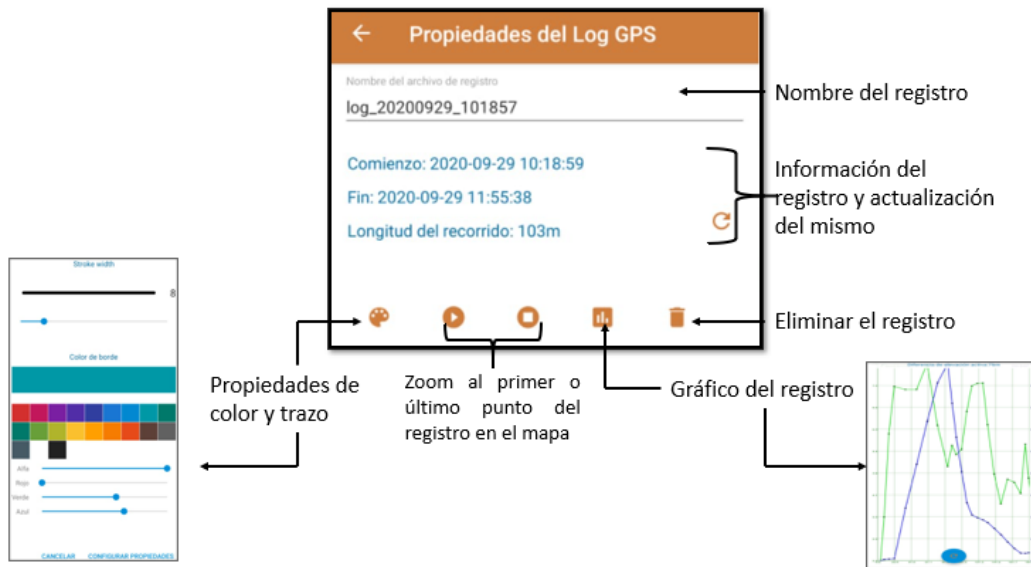 Propiedades del Log GPS
Nombre del archivo de registro
log_20200929_101857
Nombre del registro
Comienzo: 2020-09-29 10:18:59
Fin: 2020-09-29 11:55:38
Longitud del recorrido: 103m
Información del
registro y actualización
del mismo
Eliminar el registro
Stroke width
8
Color de borde
Alfa
Rojo
Verde
Azul
CANCELAR CONFIGURAR PROPIEDADES
Propiedades de
color y trazo
Zoom al primer o
último punto del
registro en el mapa
Gráfico del registro